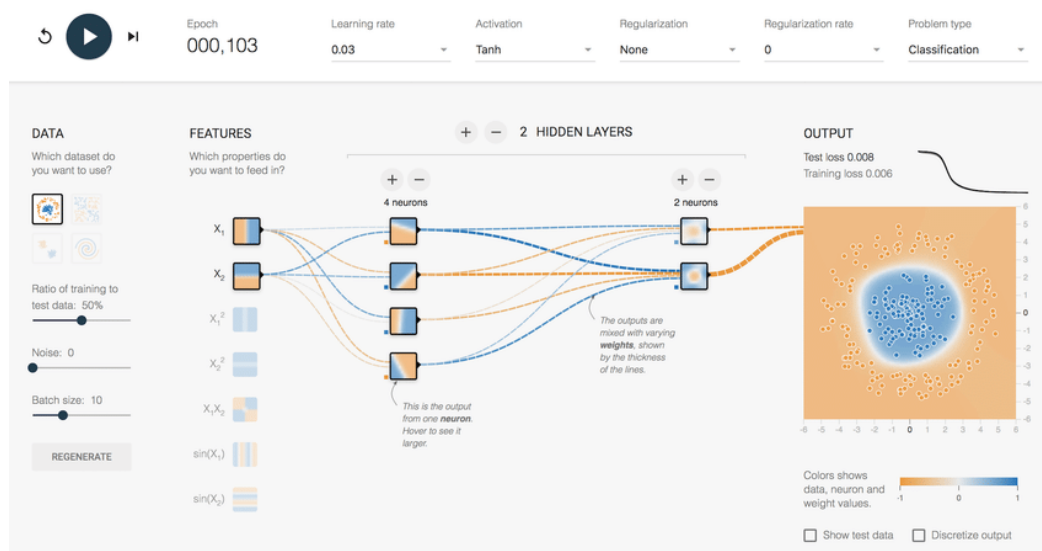 Epoch
000,103
Learning rate
0.03
Activation
Tanh
Regularization
None
Regularization rate
0
Problem type
Classification
DATA
Which dataset do
you want to use?
Ratio of training to
test data: 50%
Noise: 0
Batch size: 10
REGENERATE
FEATURES
Which properties do
you want to feed in?
X₁
X₂
X₁²
X₂²
X₁X₂
sin(X₁)
sin(X₂)
+ − 2 HIDDEN LAYERS
+ −
4 neurons
+ −
2 neurons
This is the output
from one neuron.
Hover to see it
larger.
The outputs are
mixed with varying
weights, shown
by the thickness
of the lines.
OUTPUT
Test loss 0.008
Training loss 0.006
6
5
4
3
2
1
0
-1
-2
-3
-4
-5
-6
-6 -5 -4 -3 -2 -1 0 1 2 3 4 5 6
Colors shows
data, neuron and
weight values.
-1 0 1
Show test data
Discretize output